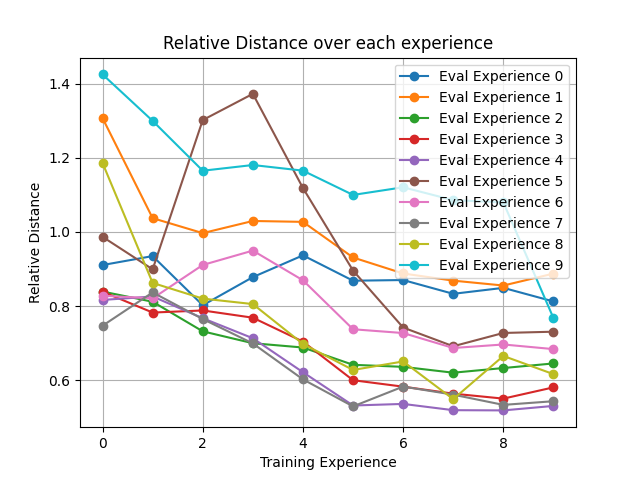 Relative Distance over each experience
Relative Distance
1.4
1.2
1.0
0.8
0.6
Eval Experience 0
Eval Experience 1
Eval Experience 2
Eval Experience 3
Eval Experience 4
Eval Experience 5
Eval Experience 6
Eval Experience 7
Eval Experience 8
Eval Experience 9
0 2 4 6 8
Training Experience